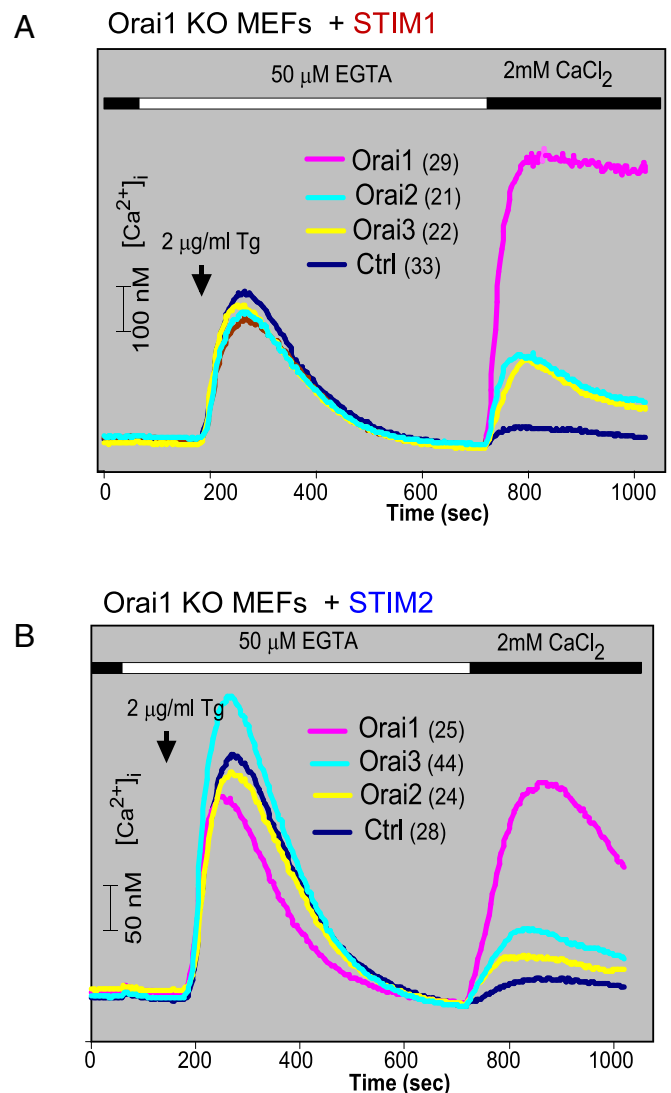 A
Orai1 KO MEFs + STIM1
50 μM EGTA
2mM CaCl2
Orai1 (29)
Orai2 (21)
Orai3 (22)
Ctrl (33)
2 μg/ml Tg
[Ca2+]i
100 nM
0 200 400 600 800 1000
Time (sec)
B
Orai1 KO MEFs + STIM2
50 μM EGTA
2mM CaCl2
2 μg/ml Tg
Orai1 (25)
Orai3 (44)
Orai2 (24)
Ctrl (28)
[Ca2+]i
50 nM
0 200 400 600 800 1000
Time (sec)